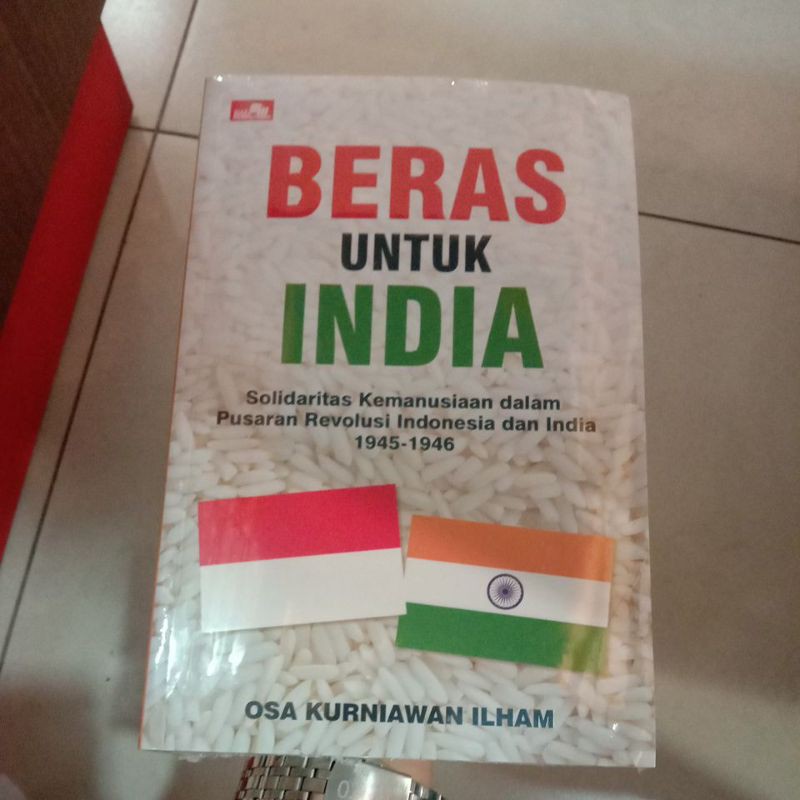 BERAS
UNTUK
INDIA
Solidaritas Kemanusiaan dalam
Pusaran Revolusi Indonesia dan India
1945-1946
OSA KURNIAWAN ILHAM